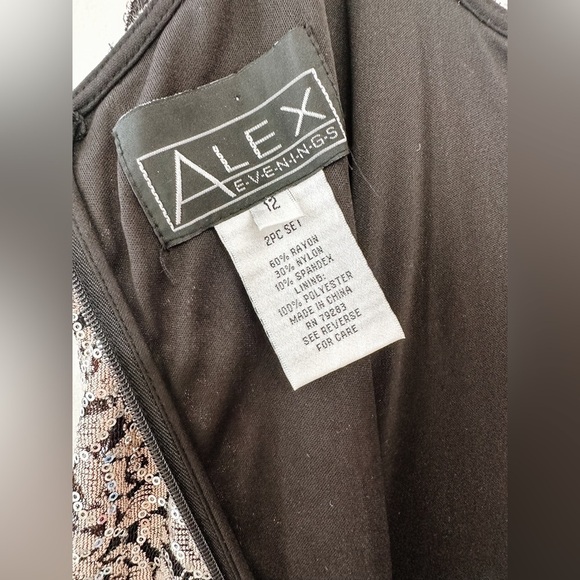 ALEX
E-V-E-N-I-N-G-S
12
2PC SET
60% RAYON
30% NYLON
10% SPANDEX
LINING:
100% POLYESTER
MADE IN CHINA
RN 79283
SEE REVERSE
FOR CARE